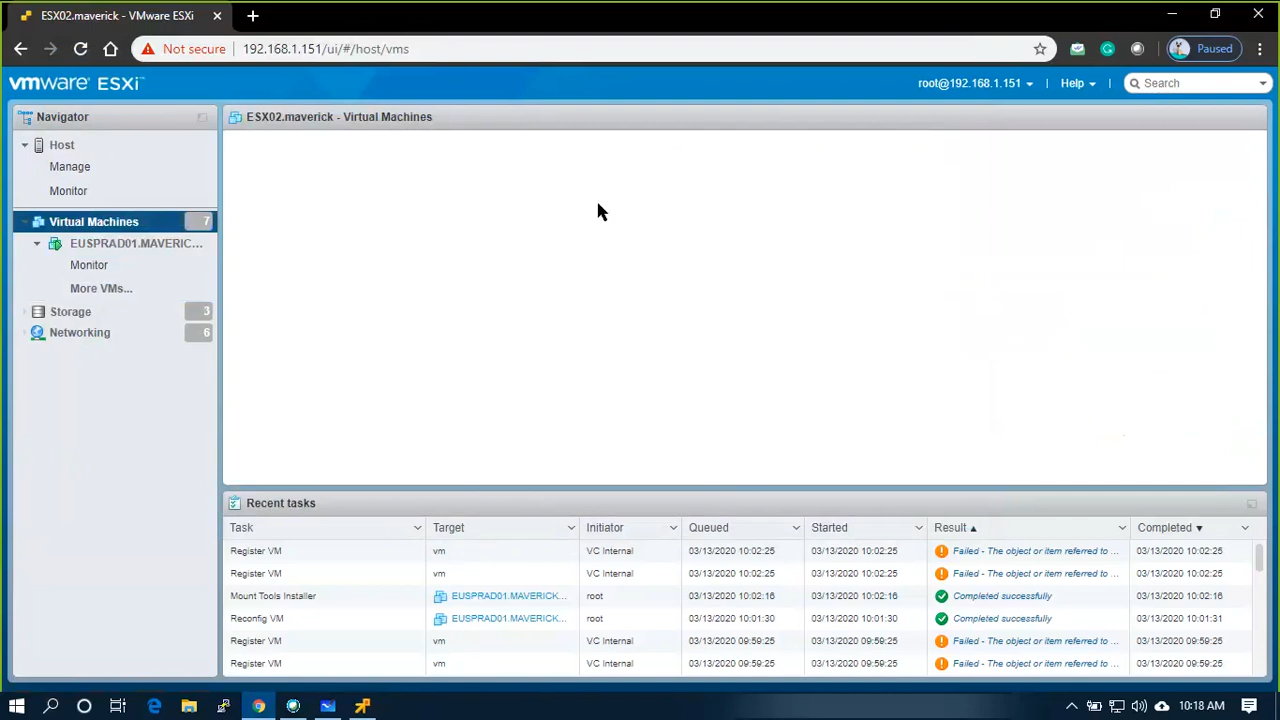 ESX02.maverick - VMware ESXi
Not secure 192.168.1.151/ui/#/host/vms
Paused
vmware ESXi™
root@192.168.1.151
Help
Search
Navigator
Host
Manage
Monitor
Virtual Machines 7
EUSPRAD01.MAVERIC...
Monitor
More VMs...
Storage 3
Networking 6
ESX02.maverick - Virtual Machines
Recent tasks
Task Target Initiator Queued Started Result Completed
Register VM vm VC Internal 03/13/2020 10:02:25 03/13/2020 10:02:25 Failed - The object or item referred to ... 03/13/2020 10:02:25
Register VM vm VC Internal 03/13/2020 10:02:25 03/13/2020 10:02:25 Failed - The object or item referred to ... 03/13/2020 10:02:25
Mount Tools Installer EUSPRAD01.MAVERICK... root 03/13/2020 10:02:16 03/13/2020 10:02:16 Completed successfully 03/13/2020 10:02:16
Reconfig VM EUSPRAD01.MAVERICK... root 03/13/2020 10:01:30 03/13/2020 10:01:30 Completed successfully 03/13/2020 10:01:31
Register VM vm VC Internal 03/13/2020 09:59:25 03/13/2020 09:59:25 Failed - The object or item referred to ... 03/13/2020 09:59:25
Register VM vm VC Internal 03/13/2020 09:59:25 03/13/2020 09:59:25 Failed - The object or item referred to ... 03/13/2020 09:59:25
10:18 AM